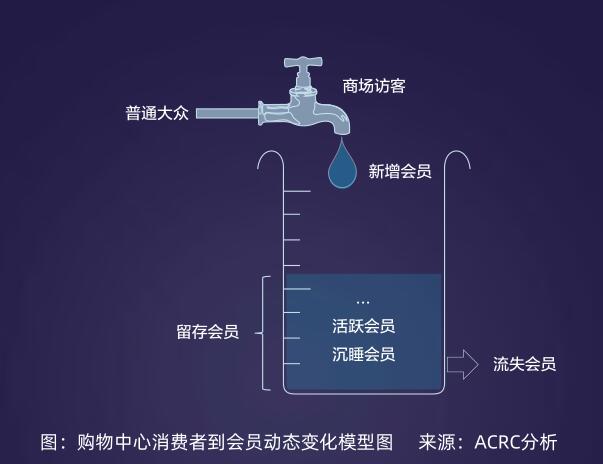 商场访客
普通大众
新增会员
...
活跃会员
留存会员
沉睡会员
流失会员
图：购物中心消费者到会员动态变化模型图 来源：ACRC分析